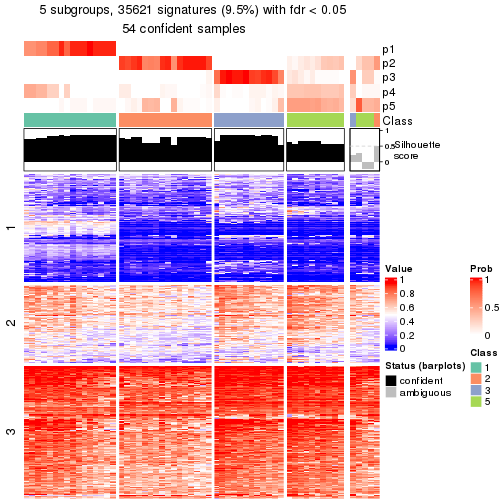 5 subgroups, 35621 signatures (9.5%) with fdr < 0.05
54 confident samples
p1
p2
p3
p4
p5
Class
1
0.5
0
Silhouette
score
1
2
3
Value
1
0.8
0.6
0.4
0.2
0
Prob
1
0.5
0
Status (barplots)
confident
ambiguous
Class
1
2
3
5